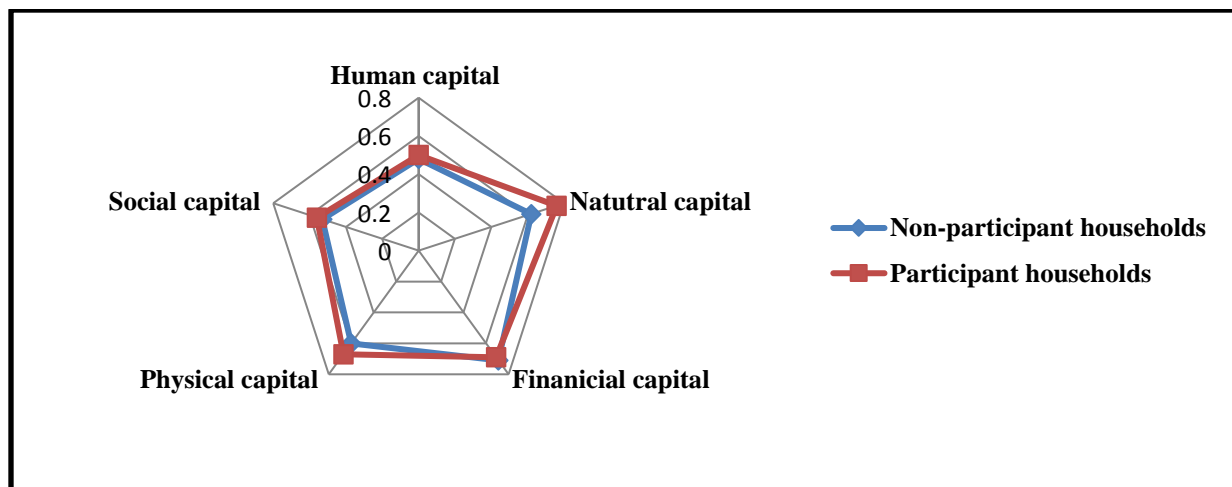 Human capital
0.8
0.6
0.4
0.2
0
Social capital
Natutral capital
Physical capital
Finanicial capital
Non-participant households
Participant households